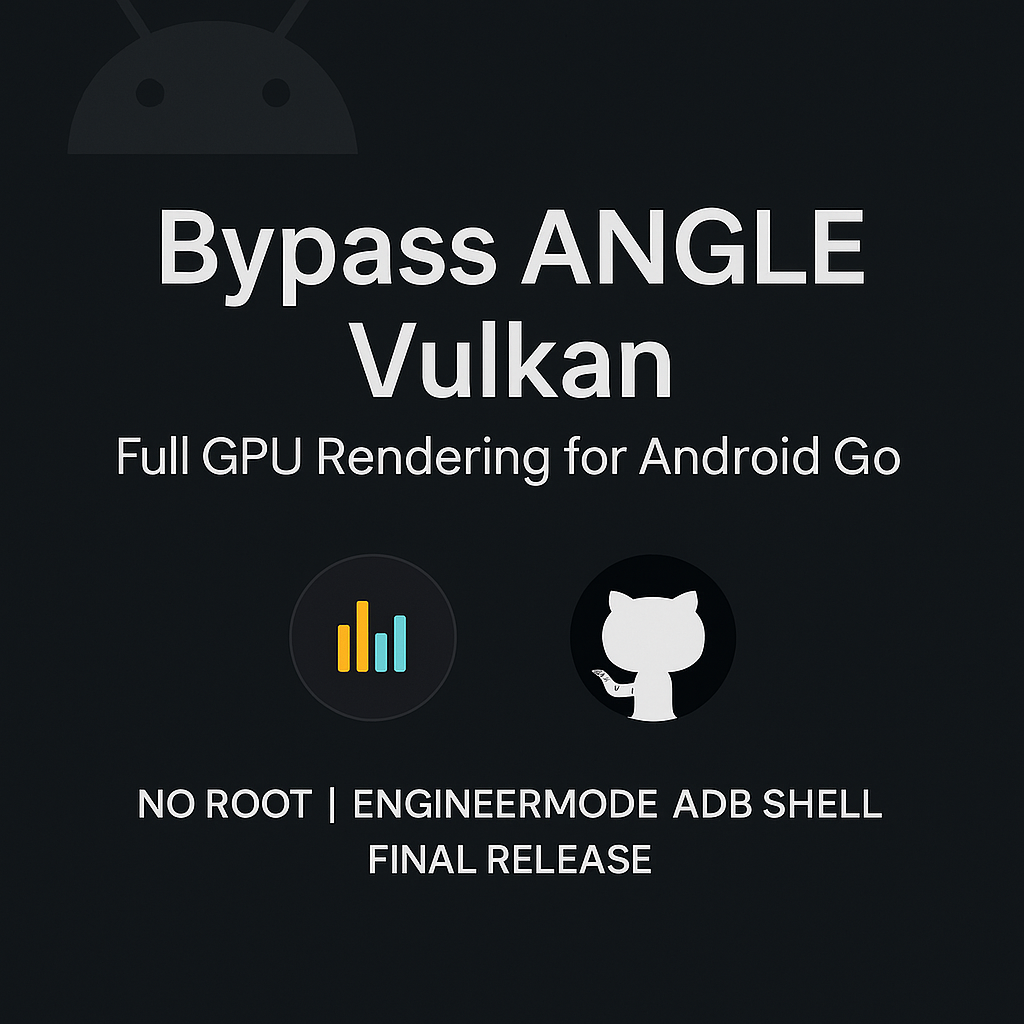 Bypass ANGLE
Vulkan
Full GPU Rendering for Android Go
NO ROOT | ENGINEERMODE ADB SHELL
FINAL RELEASE